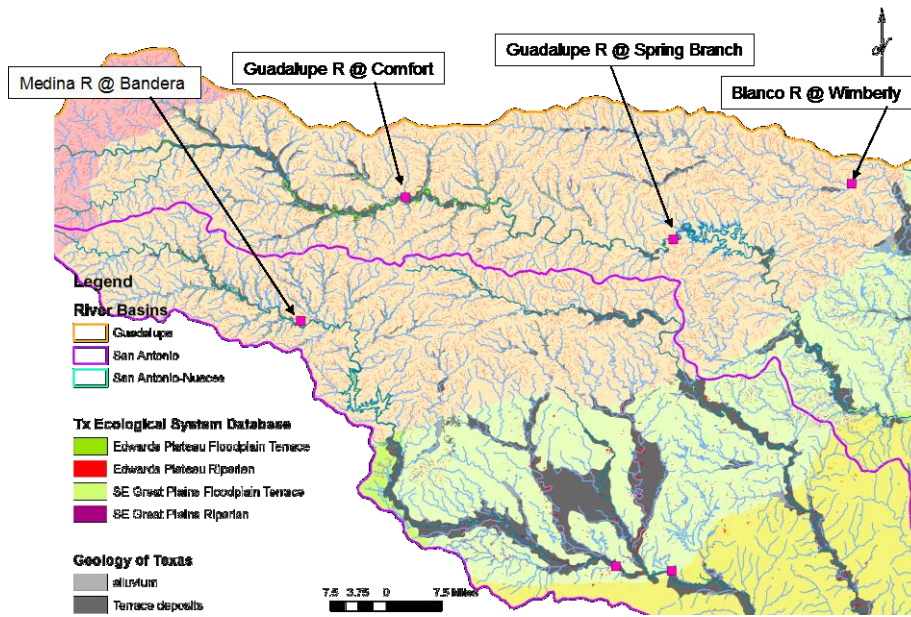 Guadalupe R @ Spring Branch
Guadalupe R @ Comfort
Medina R @ Bandera
Blanco R @ Wimberly
Legend
River Basins
Guadalupe
San Antonio
San Antonio-Nueces
Tx Ecological System Database
Edwards Plateau Floodplain Terrace
Edwards Plateau Riparian
SE Great Plains Floodplain Terrace
SE Great Plains Riparian
Geology of Texas
alluvium
Terrace deposits
7.5 3.75 0 7.5 Miles